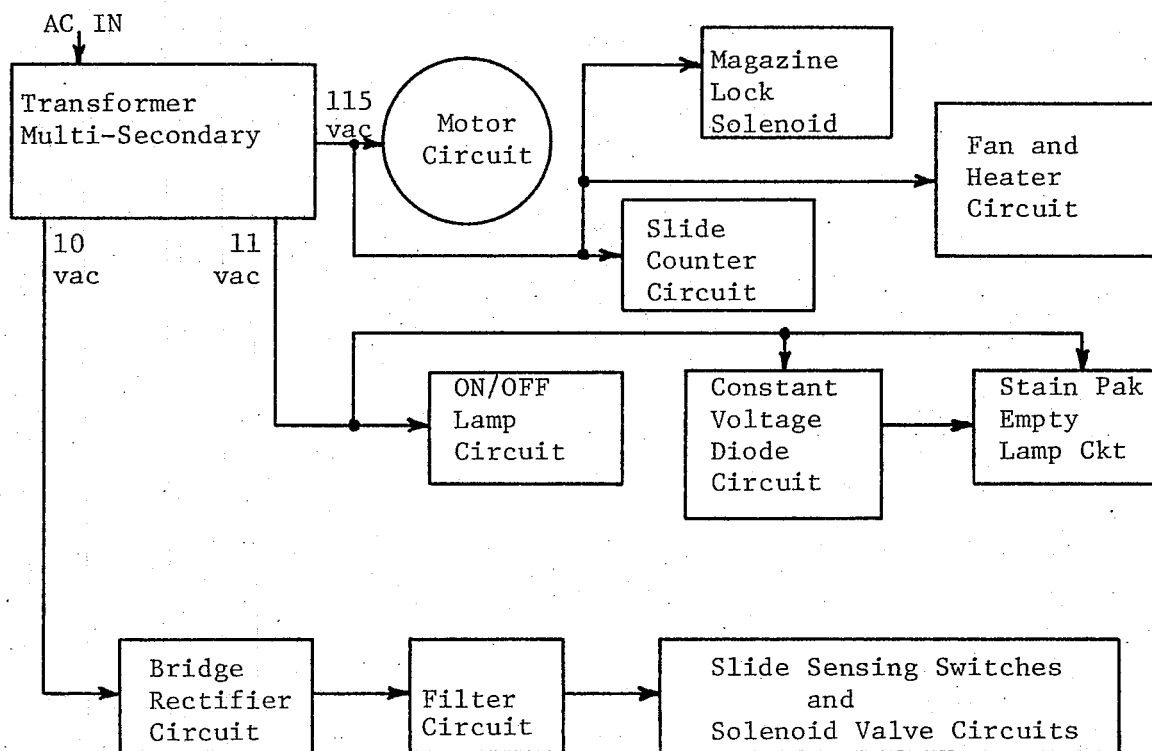 AC IN
Transformer
Multi-Secondary
115
vac
Motor
Circuit
Magazine
Lock
Solenoid
Fan and
Heater
Circuit
Slide
Counter
Circuit
10
vac
11
vac
ON/OFF
Lamp
Circuit
Constant
Voltage
Diode
Circuit
Stain Pak
Empty
Lamp Ckt
Bridge
Rectifier
Circuit
Filter
Circuit
Slide Sensing Switches
and
Solenoid Valve Circuits